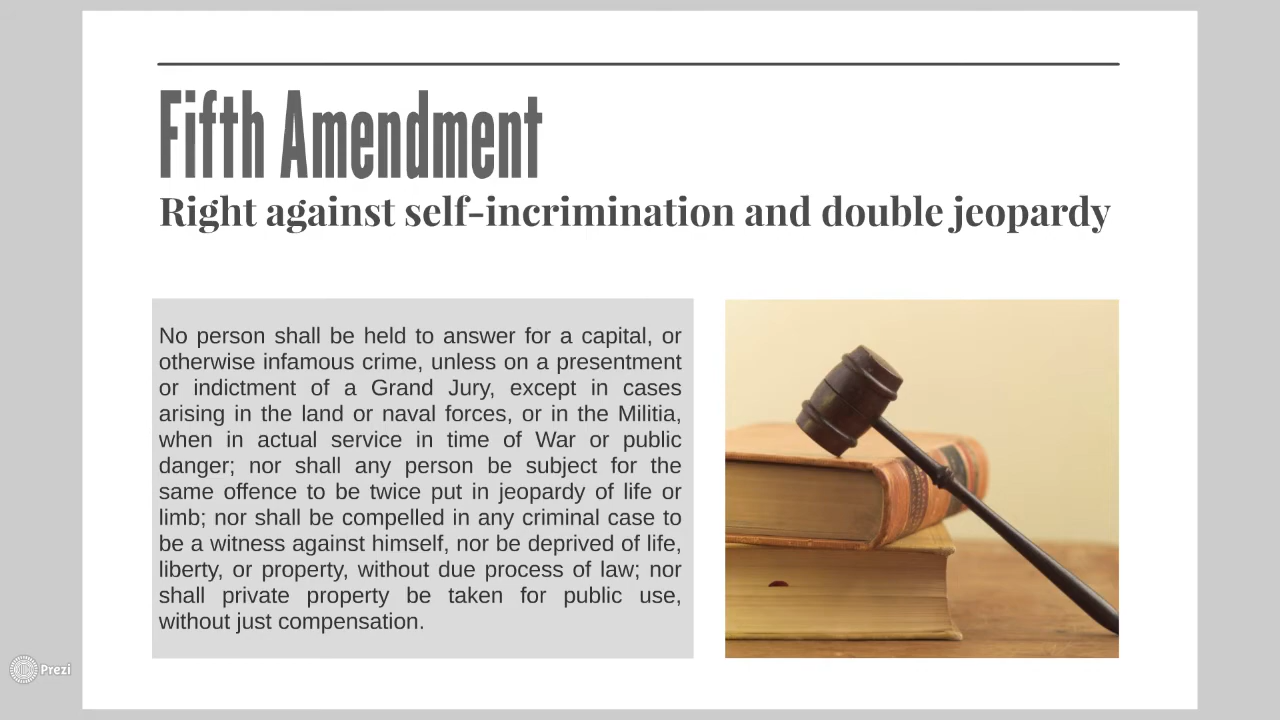 Fifth Amendment
Right against self-incrimination and double jeopardy
No person shall be held to answer for a capital, or
otherwise infamous crime, unless on a presentment
or indictment of a Grand Jury, except in cases
arising in the land or naval forces, or in the Militia,
when in actual service in time of War or public
danger; nor shall any person be subject for the
same offence to be twice put in jeopardy of life or
limb; nor shall be compelled in any criminal case to
be a witness against himself, nor be deprived of life,
liberty, or property, without due process of law; nor
shall private property be taken for public use,
without just compensation.
Prezi